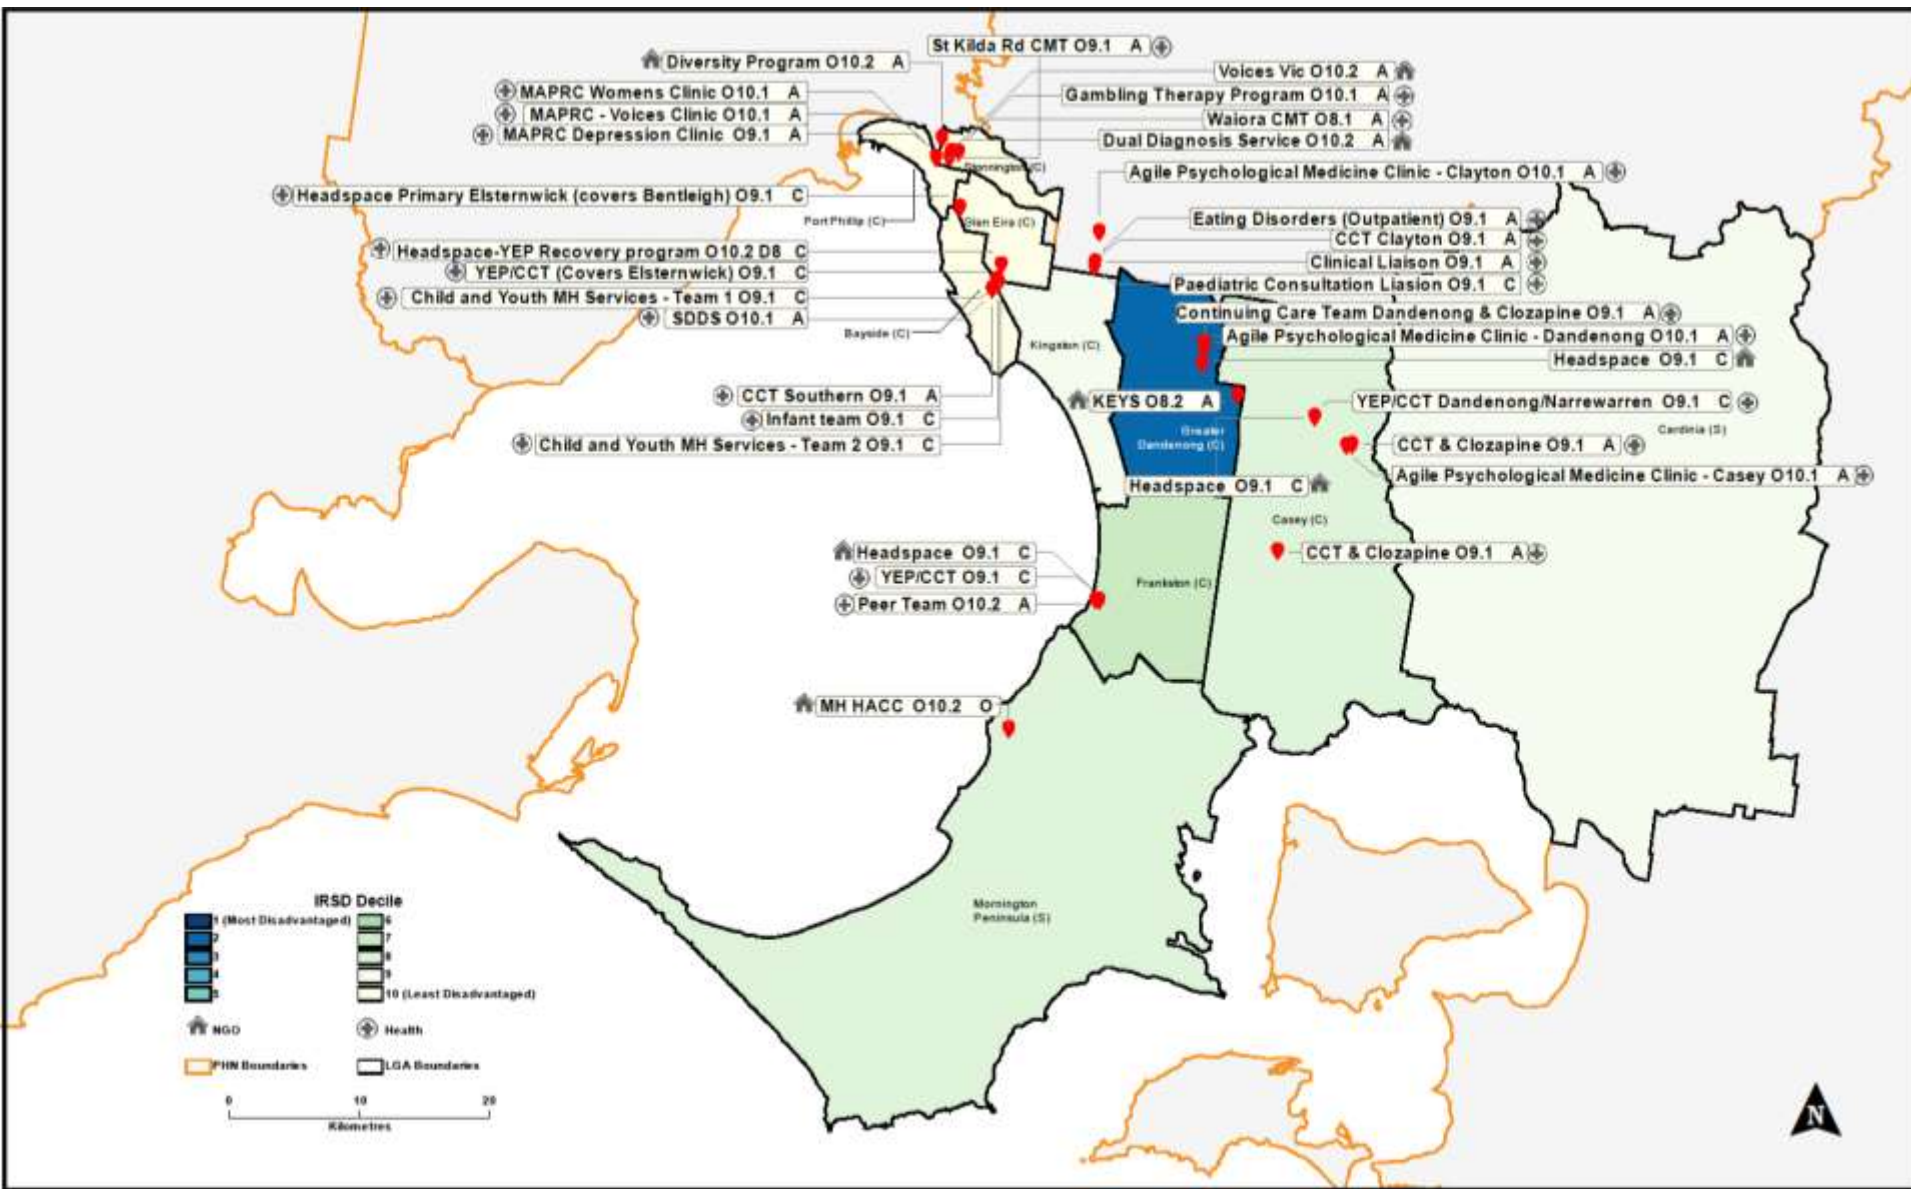 St Kilda Rd CMT O9.1 A
Diversity Program O10.2 A
Voices Vic O10.2 A
MAPRC Womens Clinic O10.1 A
Gambling Therapy Program O10.1 A
MAPRC - Voices Clinic O10.1 A
Waiora CMT O8.1 A
MAPRC Depression Clinic O9.1 A
Dual Diagnosis Service O10.2 A
Stonnington (C)
Agile Psychological Medicine Clinic - Clayton O10.1 A
Headspace Primary Elsternwick (covers Bentleigh) O9.1 C
Port Phillip (C)
Glen Eira (C)
Eating Disorders (Outpatient) O9.1 A
CCT Clayton O9.1 A
Headspace-YEP Recovery program O10.2 D8 C
Clinical Liaison O9.1 A
YEP/CCT (Covers Elsternwick) O9.1 C
Paediatric Consultation Liasion O9.1 C
Child and Youth MH Services - Team 1 O9.1 C
Continuing Care Team Dandenong & Clozapine O9.1 A
SDDS O10.1 A
Bayside (C)
Kingston (C)
Agile Psychological Medicine Clinic - Dandenong O10.1 A
Headspace O9.1 C
CCT Southern O9.1 A
KEYS O8.2 A
YEP/CCT Dandenong/Narrewarren O9.1 C
Infant team O9.1 C
Greater
Dandenong (C)
Cardinia (S)
Child and Youth MH Services - Team 2 O9.1 C
CCT & Clozapine O9.1 A
Agile Psychological Medicine Clinic - Casey O10.1 A
Headspace O9.1 C
Casey (C)
Headspace O9.1 C
CCT & Clozapine O9.1 A
YEP/CCT O9.1 C
Frankston (C)
Peer Team O10.2 A
MH HACC O10.2 O
Mornington
Peninsula (S)
IRSD Decile
1 (Most Disadvantaged)
2
3
4
5
6
7
8
9
10 (Least Disadvantaged)
NGO
Health
PHN Boundaries
LGA Boundaries
0 10 20
Kilometres
N